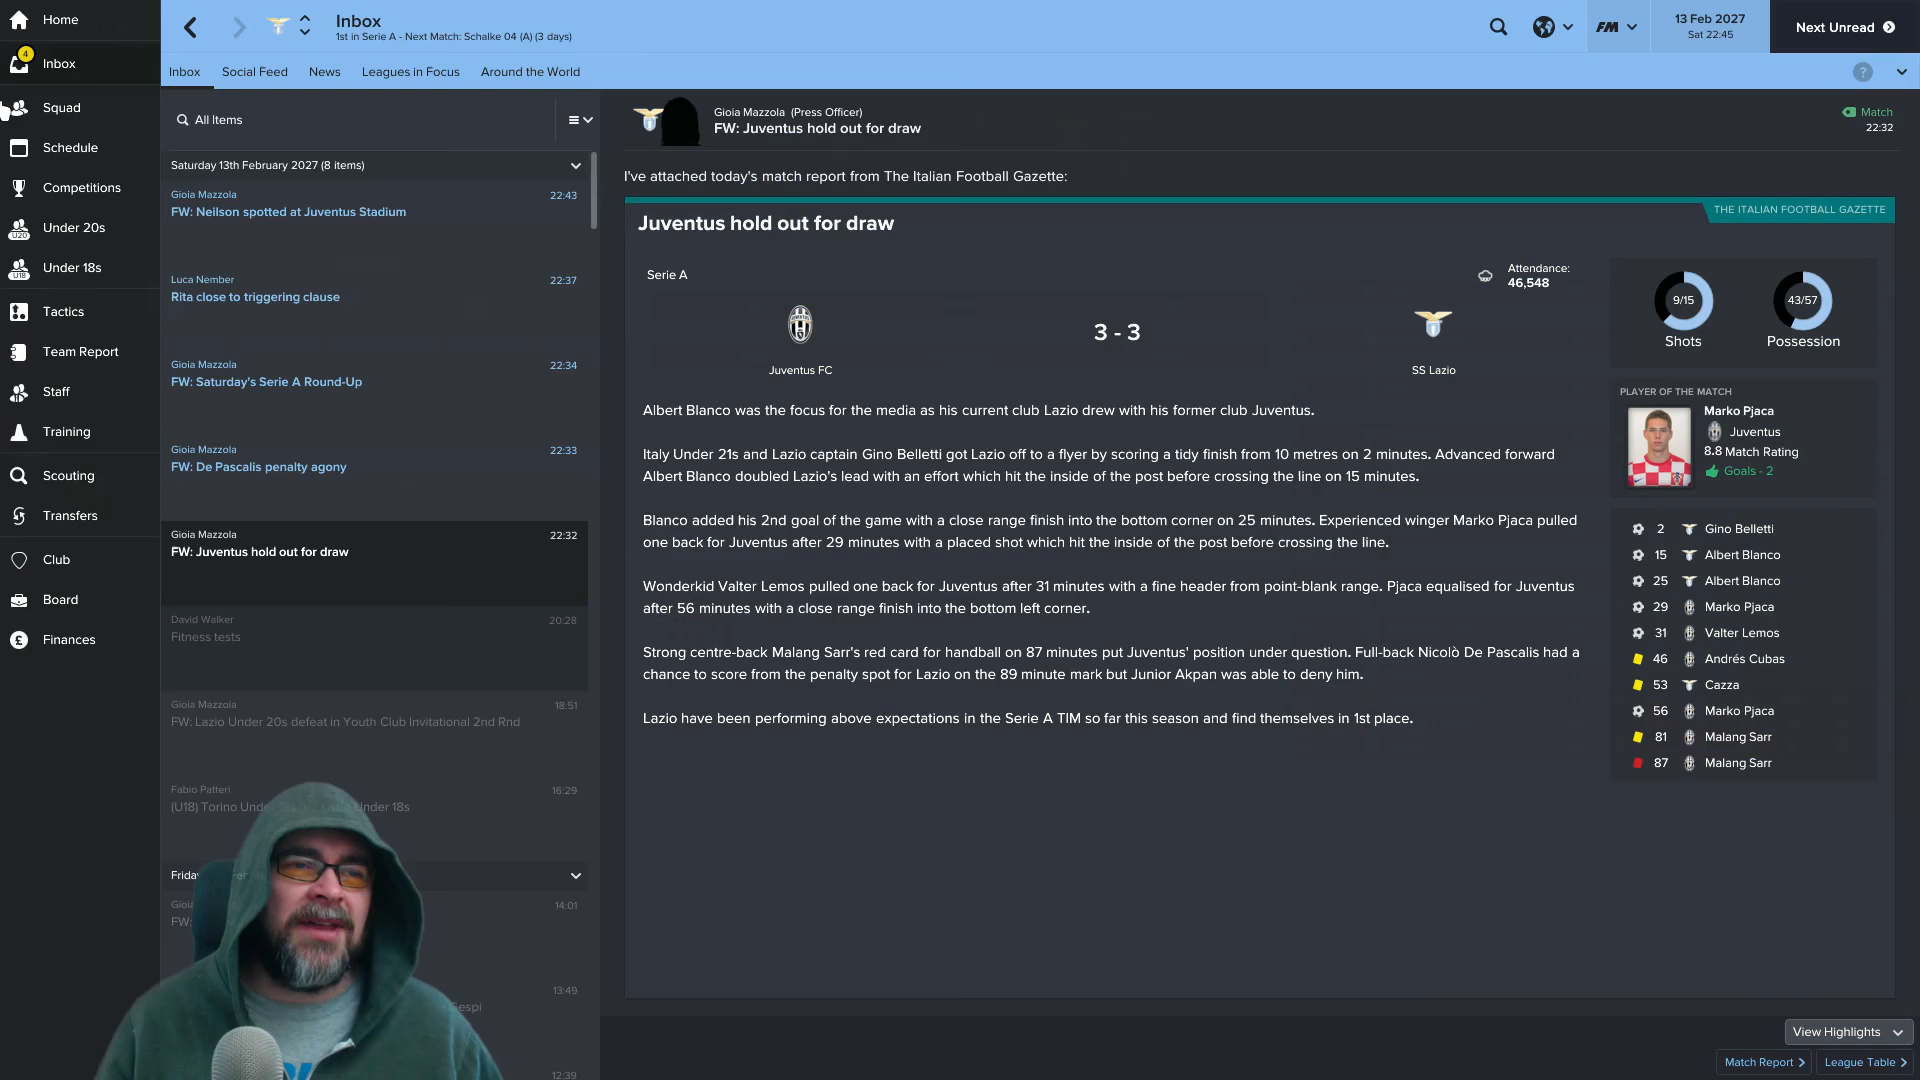 Home
4
Inbox
Squad
Schedule
Competitions
Under 20s
Under 18s
Tactics
Team Report
Staff
Training
Scouting
Transfers
Club
Board
£
Finances
Inbox
1st in Serie A - Next Match: Schalke 04 (A) (3 days)
FM
13 Feb 2027
Sat 22:45
Next Unread
Inbox
Social Feed
News
Leagues in Focus
Around the World
?
All Items
Saturday 13th February 2027 (8 items)
Gioia Mazzola 22:43
FW: Neilson spotted at Juventus Stadium
Luca Nember 22:37
Rita close to triggering clause
Gioia Mazzola 22:34
FW: Saturday's Serie A Round-Up
Gioia Mazzola 22:33
FW: De Pascalis penalty agony
Gioia Mazzola 22:32
FW: Juventus hold out for draw
David Walker 20:28
Fitness tests
Gioia Mazzola 18:51
FW: Lazio Under 20s defeat in Youth Club Invitational 2nd Rnd
Fabio Patteri 16:29
(U18) Torino Under 18s
14:01
FW:
13:49
12:39
Gioia Mazzola (Press Officer)
FW: Juventus hold out for draw
Match
22:32
I've attached today's match report from The Italian Football Gazette:
THE ITALIAN FOOTBALL GAZETTE
Juventus hold out for draw
Serie A
Attendance:
46,548
3 - 3
Juventus FC
SS Lazio
Albert Blanco was the focus for the media as his current club Lazio drew with his former club Juventus.
Italy Under 21s and Lazio captain Gino Belletti got Lazio off to a flyer by scoring a tidy finish from 10 metres on 2 minutes. Advanced forward
Albert Blanco doubled Lazio's lead with an effort which hit the inside of the post before crossing the line on 15 minutes.
Blanco added his 2nd goal of the game with a close range finish into the bottom corner on 25 minutes. Experienced winger Marko Pjaca pulled
one back for Juventus after 29 minutes with a placed shot which hit the inside of the post before crossing the line.
Wonderkid Valter Lemos pulled one back for Juventus after 31 minutes with a fine header from point-blank range. Pjaca equalised for Juventus
after 56 minutes with a close range finish into the bottom left corner.
Strong centre-back Malang Sarr's red card for handball on 87 minutes put Juventus' position under question. Full-back Nicolò De Pascalis had a
chance to score from the penalty spot for Lazio on the 89 minute mark but Junior Akpan was able to deny him.
Lazio have been performing above expectations in the Serie A TIM so far this season and find themselves in 1st place.
9/15
Shots
43/57
Possession
PLAYER OF THE MATCH
Marko Pjaca
Juventus
8.8 Match Rating
Goals - 2
2 Gino Belletti
15 Albert Blanco
25 Albert Blanco
29 Marko Pjaca
31 Valter Lemos
46 Andrés Cubas
53 Cazza
56 Marko Pjaca
81 Malang Sarr
87 Malang Sarr
View Highlights
Match Report
League Table